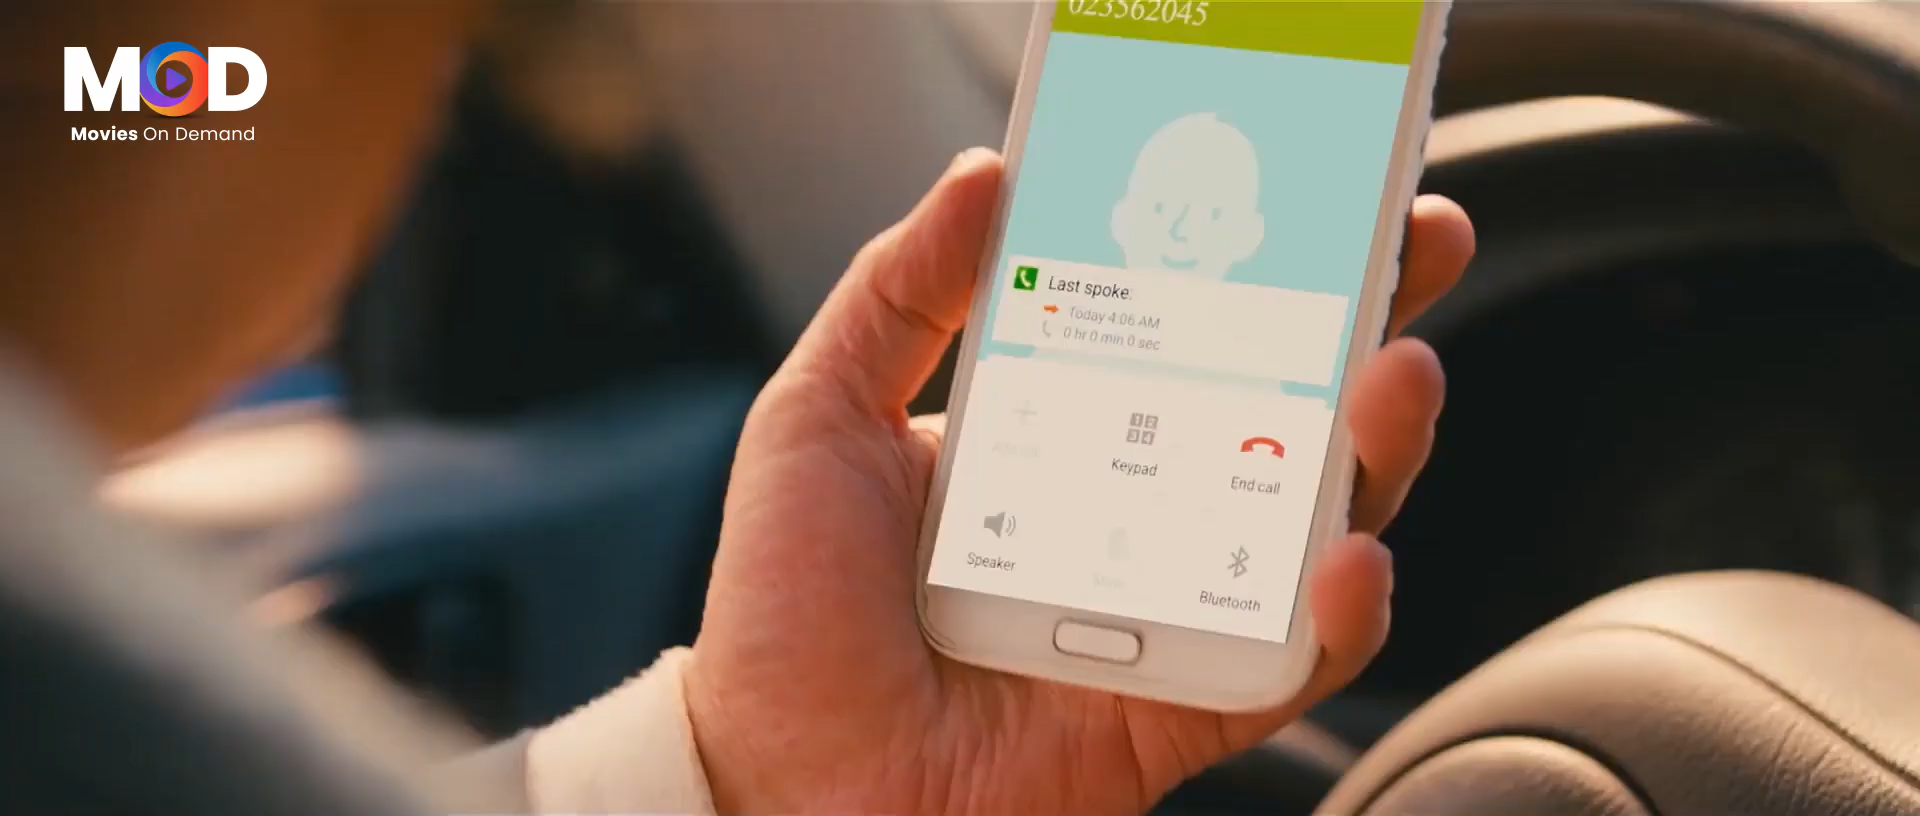 MOD
Movies On Demand
023562045
Last spoke:
Today 4:06 AM
0 hr 0 min 0 sec
Keypad
End call
Speaker
Bluetooth